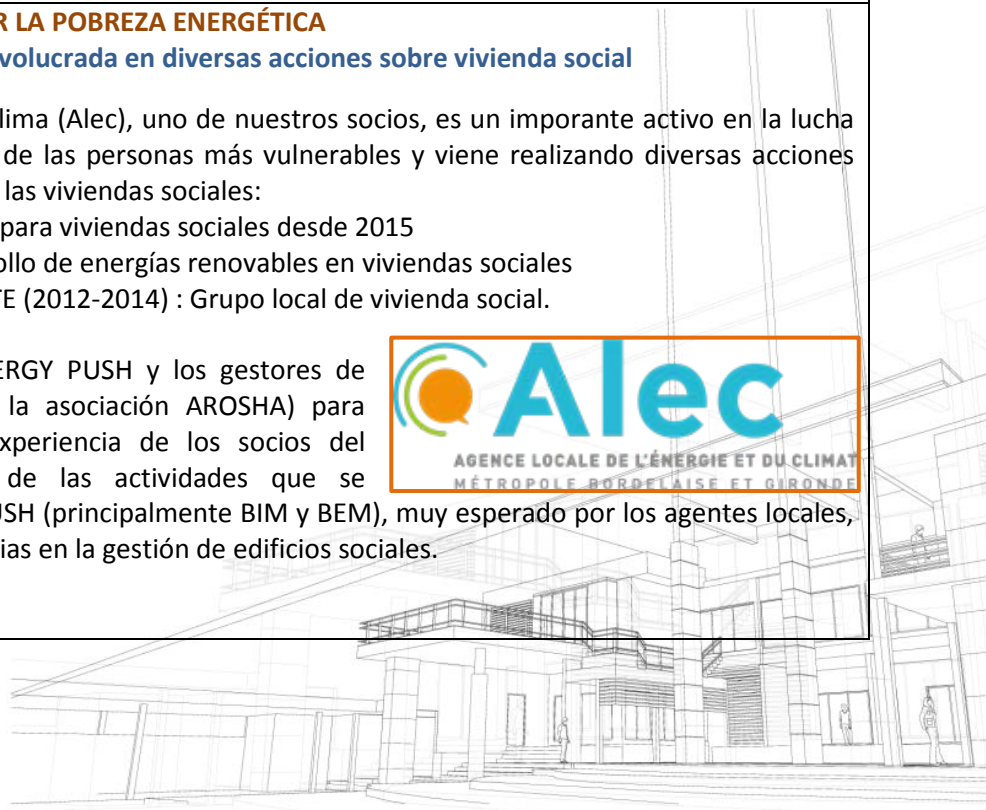 R LA POBREZA ENERGÉTICA
volucrada en diversas acciones sobre vivienda social
lima (Alec), uno de nuestros socios, es un imporante activo en la lucha
de las personas más vulnerables y viene realizando diversas acciones
las viviendas sociales:
para viviendas sociales desde 2015
ollo de energías renovables en viviendas sociales
TE (2012-2014) : Grupo local de vivienda social.
ERGY PUSH y los gestores de
la asociación AROSHA) para
xperiencia de los socios del
de las actividades que se
Alec
AGENCE LOCALE DE L'ÉNERGIE ET DU CLIMAT
MÉTROPOLE BORDELAISE ET GIRONDE
USH (principalmente BIM y BEM), muy esperado por los agentes locales,
ias en la gestión de edificios sociales.